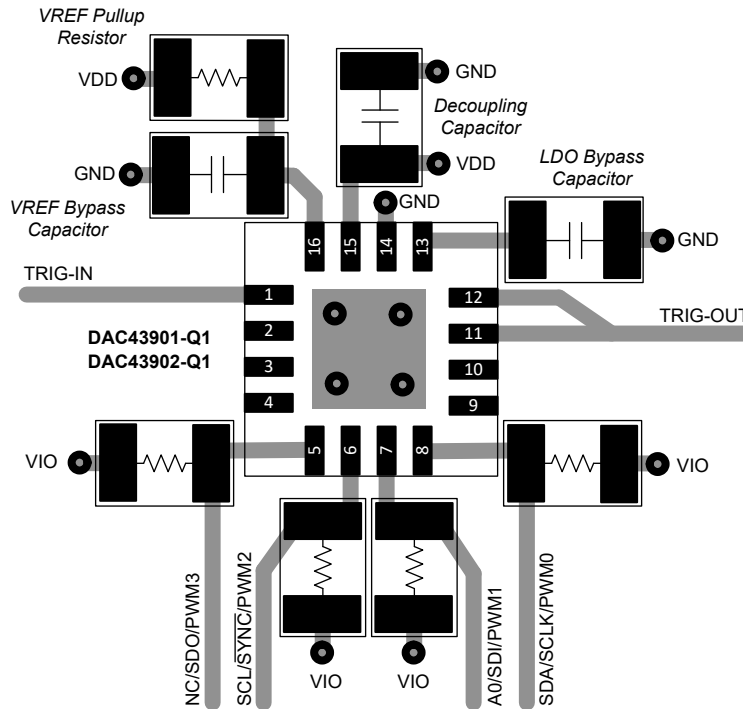 VREF Pullup
Resistor
VDD
GND
Decoupling
Capacitor
GND
VREF Bypass
Capacitor
VDD
LDO Bypass
Capacitor
GND
GND
16
15
14
13
TRIG-IN
1
12
TRIG-OUT
DAC43901-Q1
DAC43902-Q1
2
11
3
10
4
9
VIO
5
6
7
8
VIO
NC/SDO/PWM3
SCL/SYNC/PWM2
VIO
VIO
A0/SDI/PWM1
SDA/SCLK/PWM0